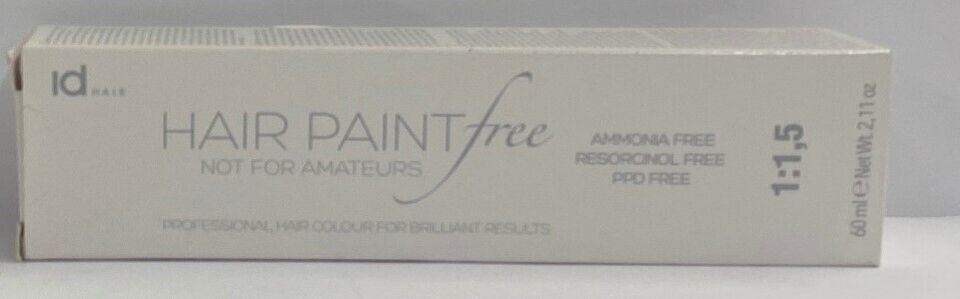 Id HAIR
HAIR PAINT free
NOT FOR AMATEURS
PROFESSIONAL HAIR COLOUR FOR BRILLIANT RESULTS
AMMONIA FREE
RESORCINOL FREE
PPD FREE
1:1,5
60 ml ℮ Net Wt. 2,11 oz